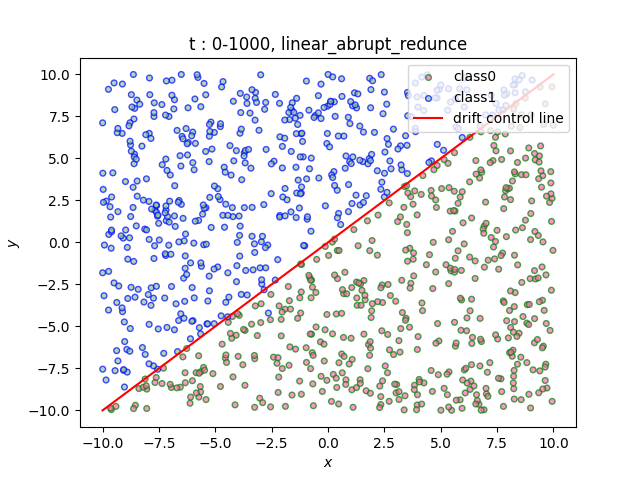 t : 0-1000, linear_abrupt_redunce
class0
class1
drift control line
10.0
7.5
5.0
2.5
0.0
−2.5
−5.0
−7.5
−10.0
y
−10.0 −7.5 −5.0 −2.5 0.0 2.5 5.0 7.5 10.0
x